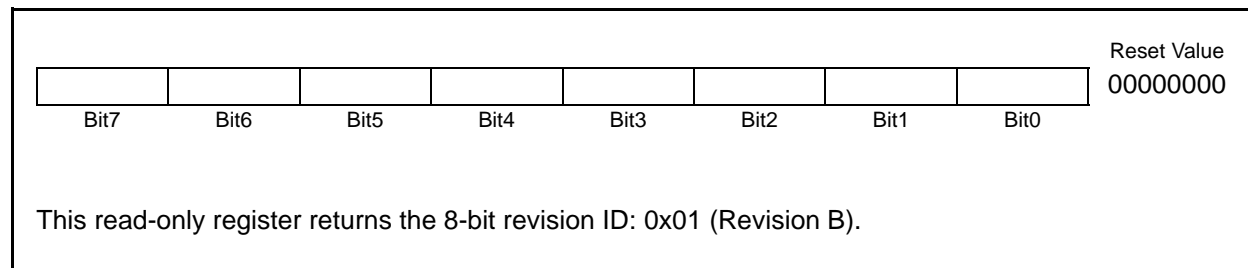 Reset Value
00000000
Bit7 Bit6 Bit5 Bit4 Bit3 Bit2 Bit1 Bit0
This read-only register returns the 8-bit revision ID: 0x01 (Revision B).